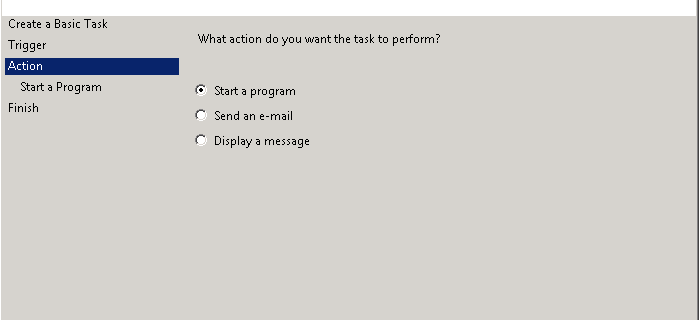 Create a Basic Task
Trigger
Action
Start a Program
Finish
What action do you want the task to perform?
Start a program
Send an e-mail
Display a message